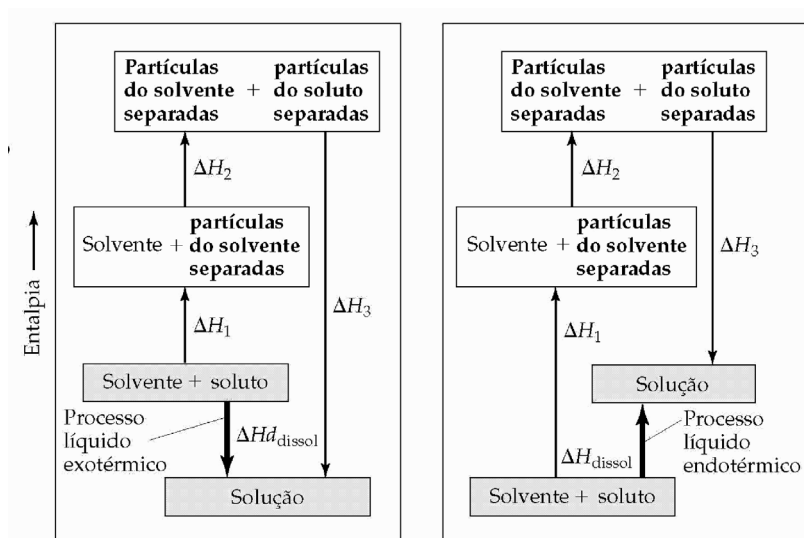 Entalpia
Partículas do solvente separadas + partículas do soluto separadas
ΔH2
Solvente + partículas do solvente separadas
ΔH1
ΔH3
Solvente + soluto
Processo
líquido
exotérmico
ΔHd dissol
Solução
Partículas do solvente separadas + partículas do soluto separadas
ΔH2
Solvente + partículas do solvente separadas
ΔH3
ΔH1
Solução
Processo
líquido
endotérmico
ΔHdissol
Solvente + soluto